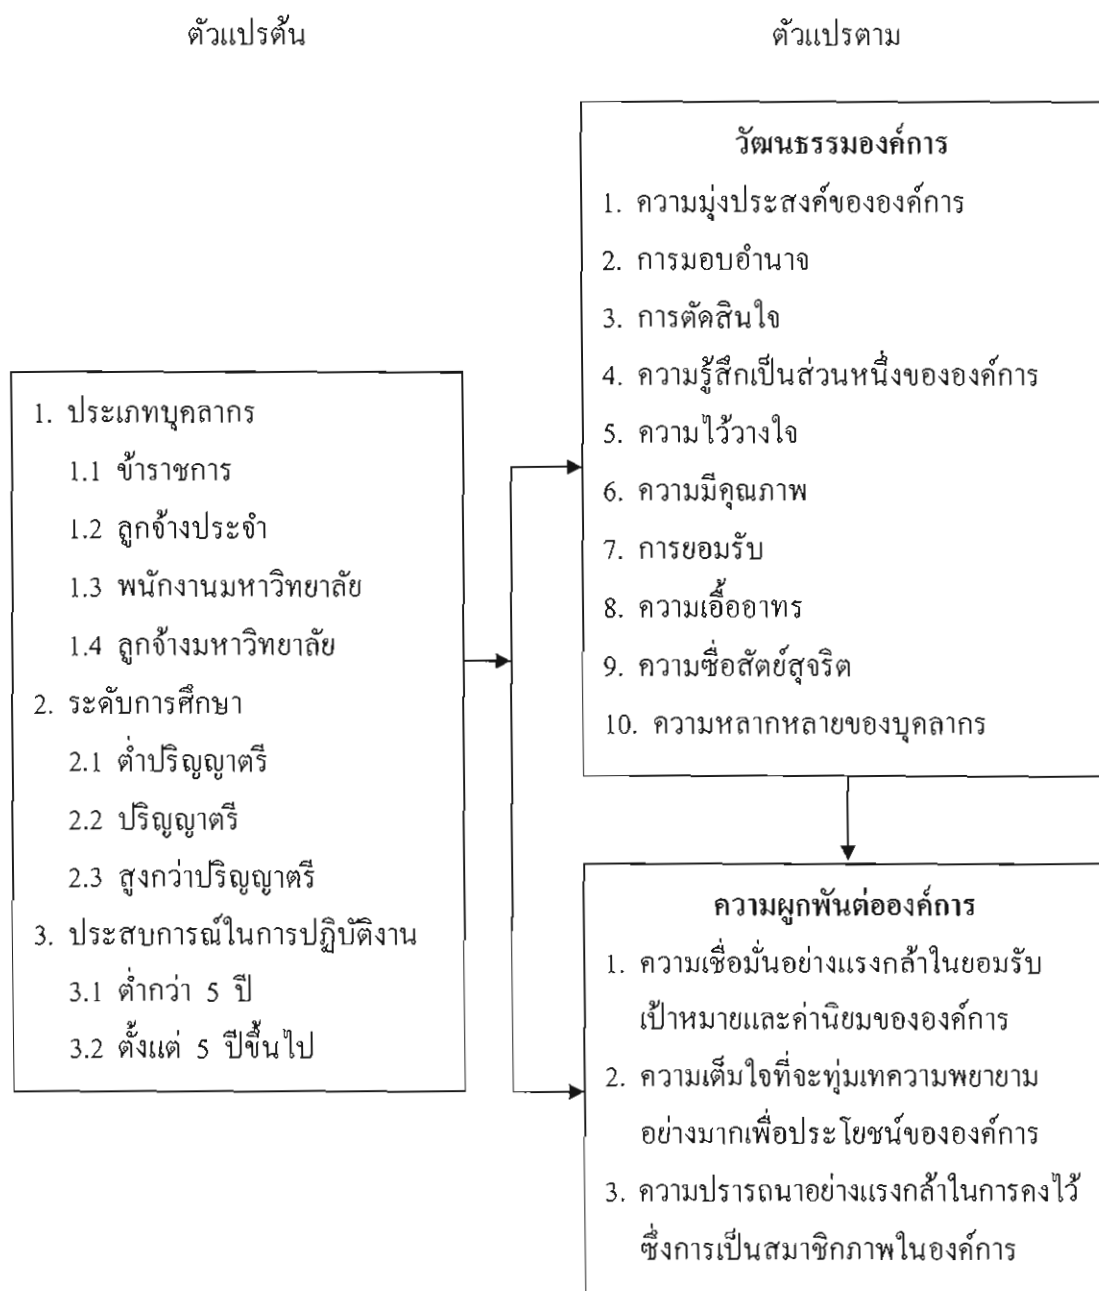 ตัวแปรต้น
ตัวแปรตาม
1. ประเภทบุคลากร
1.1 ข้าราชการ
1.2 ลูกจ้างประจำ
1.3 พนักงานมหาวิทยาลัย
1.4 ลูกจ้างมหาวิทยาลัย
2. ระดับการศึกษา
2.1 ต่ำปริญญาตรี
2.2 ปริญญาตรี
2.3 สูงกว่าปริญญาตรี
3. ประสบการณ์ในการปฏิบัติงาน
3.1 ต่ำกว่า 5 ปี
3.2 ตั้งแต่ 5 ปีขึ้นไป
วัฒนธรรมองค์การ
1. ความมุ่งประสงค์ขององค์การ
2. การมอบอำนาจ
3. การตัดสินใจ
4. ความรู้สึกเป็นส่วนหนึ่งขององค์การ
5. ความไว้วางใจ
6. ความมีคุณภาพ
7. การยอมรับ
8. ความเอื้ออาทร
9. ความซื่อสัตย์สุจริต
10. ความหลากหลายของบุคลากร
ความผูกพันต่อองค์การ
1. ความเชื่อมั่นอย่างแรงกล้าในยอมรับ
เป้าหมายและค่านิยมขององค์การ
2. ความเต็มใจที่จะทุ่มเทความพยายาม
อย่างมากเพื่อประโยชน์ขององค์การ
3. ความปรารถนาอย่างแรงกล้าในการคงไว้
ซึ่งการเป็นสมาชิกภาพในองค์การ